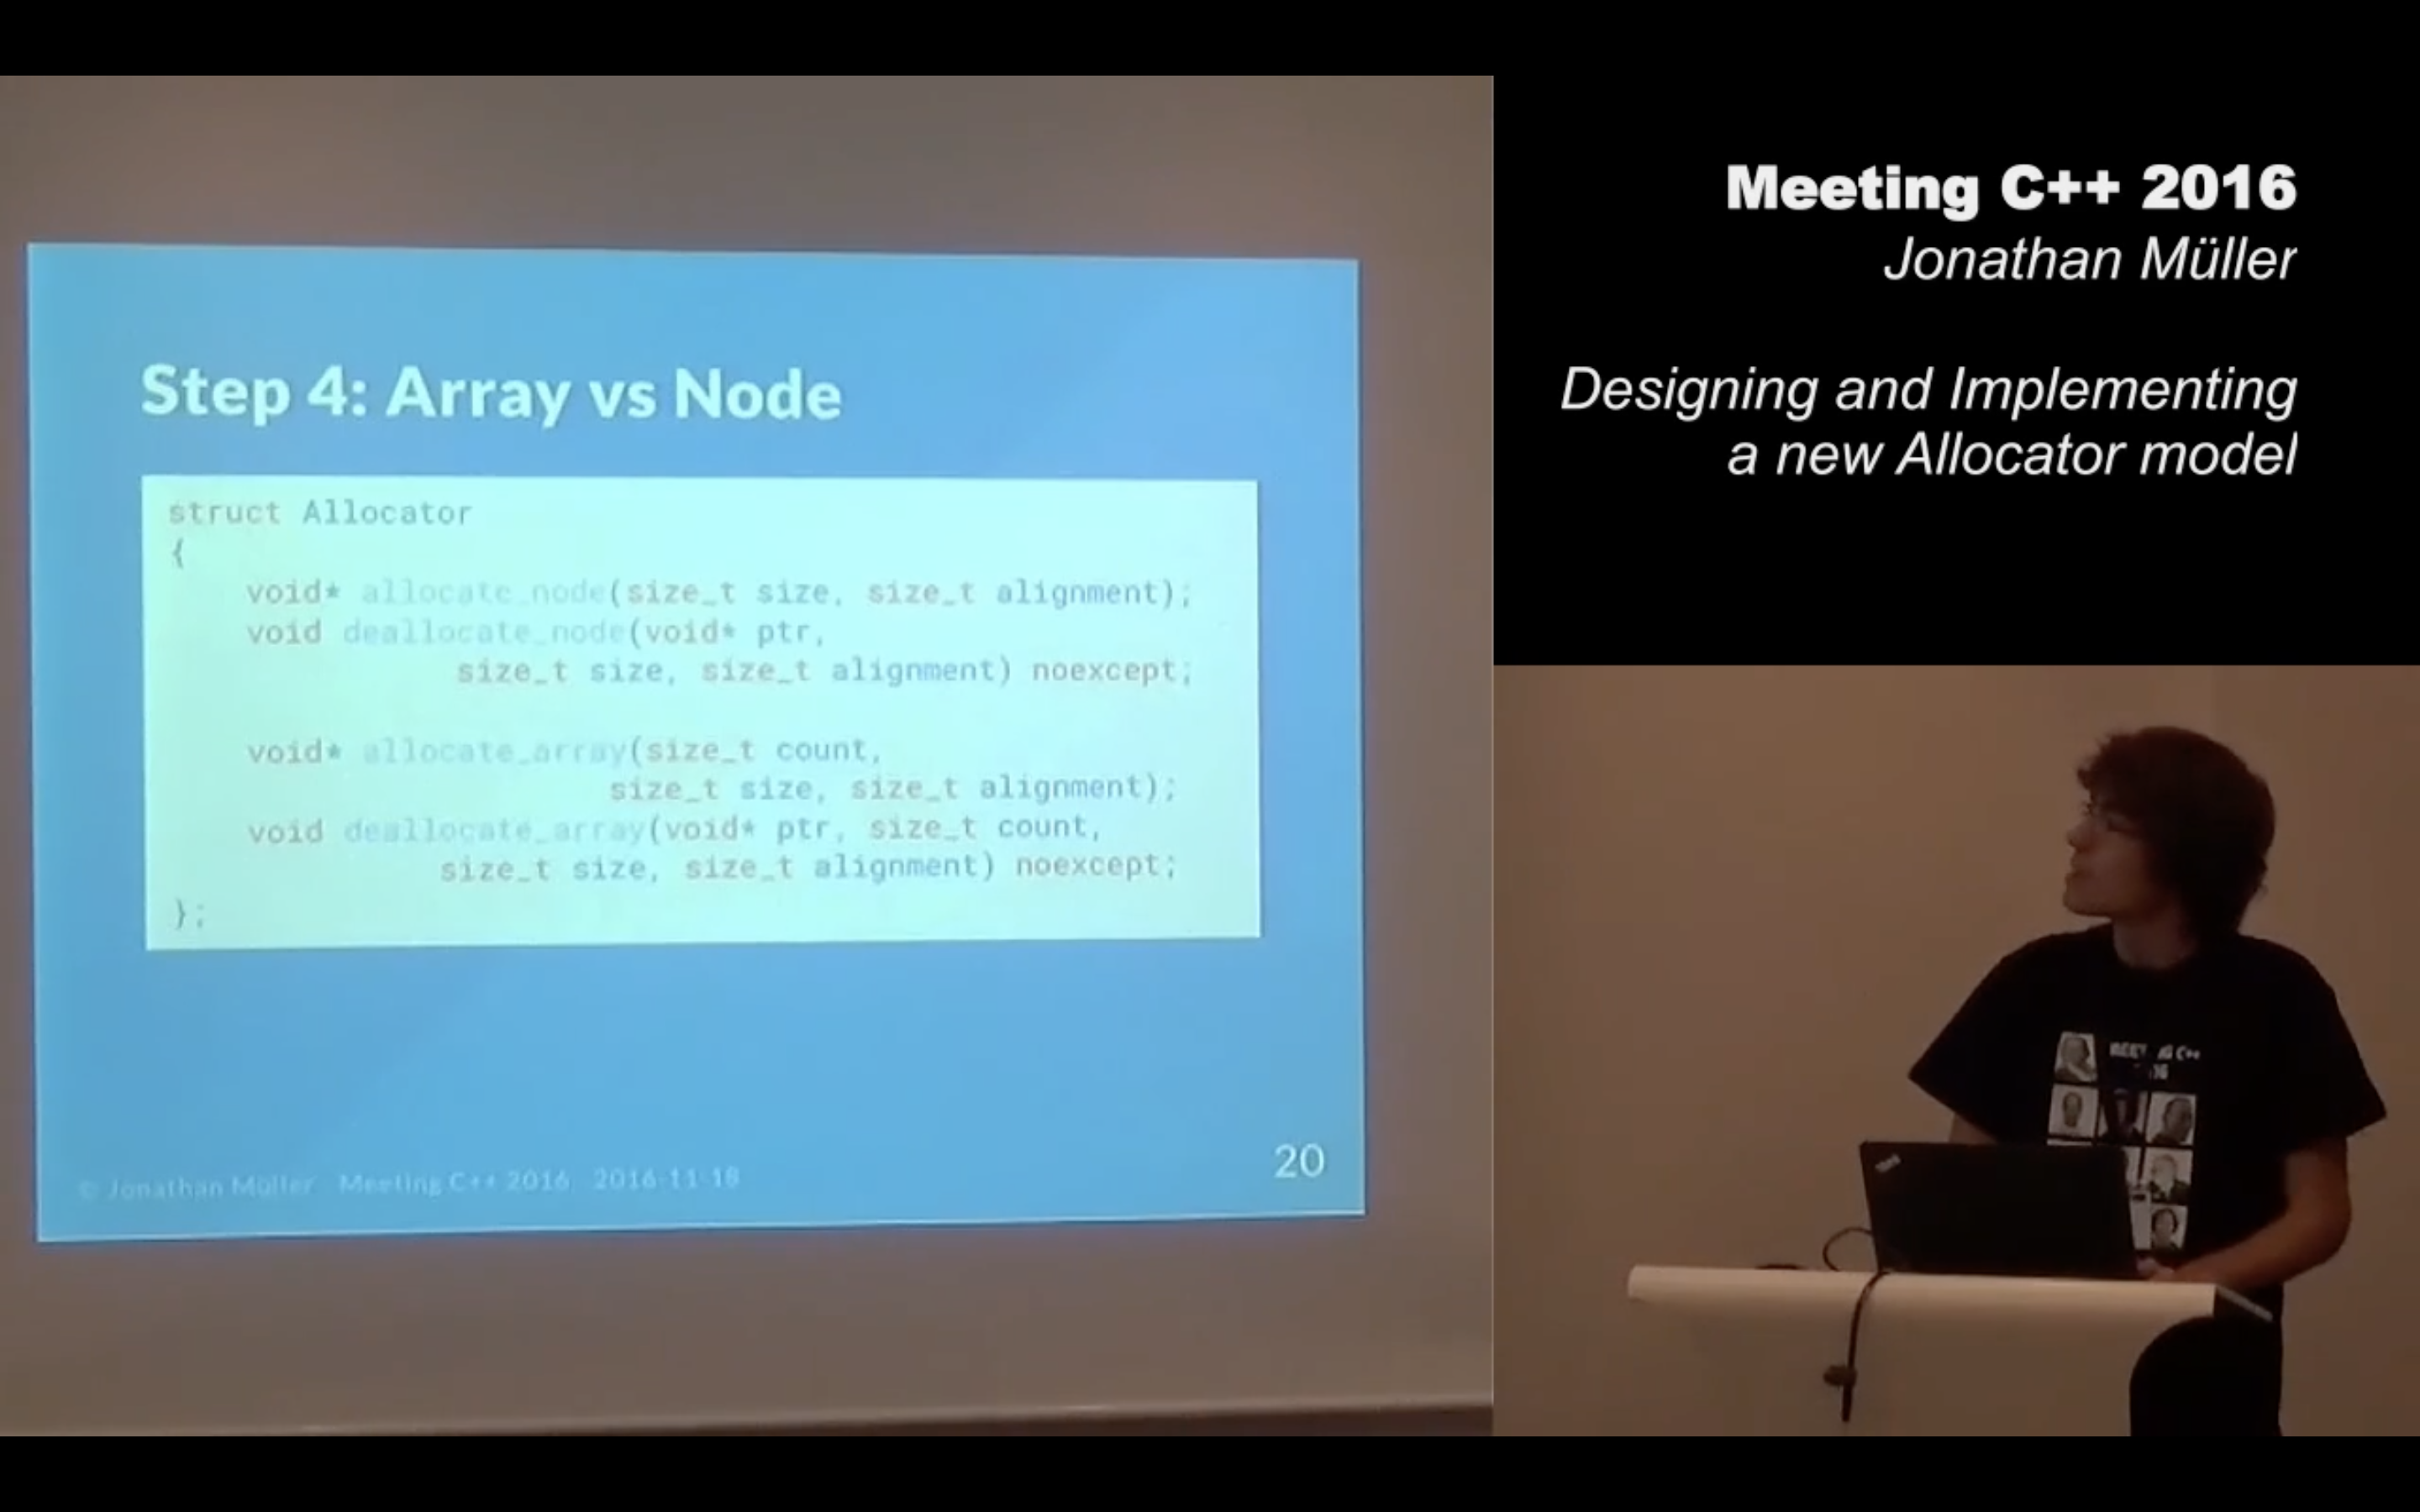 Step 4: Array vs Node
struct Allocator
{
void* allocate_node(size_t size, size_t alignment);
void deallocate_node(void* ptr,
size_t size, size_t alignment) noexcept;
void* allocate_array(size_t count,
size_t size, size_t alignment);
void deallocate_array(void* ptr, size_t count,
size_t size, size_t alignment) noexcept;
};
© Jonathan Müller Meeting C++ 2016 2016-11-18
20
Meeting C++ 2016
Jonathan Müller
Designing and Implementing
a new Allocator model